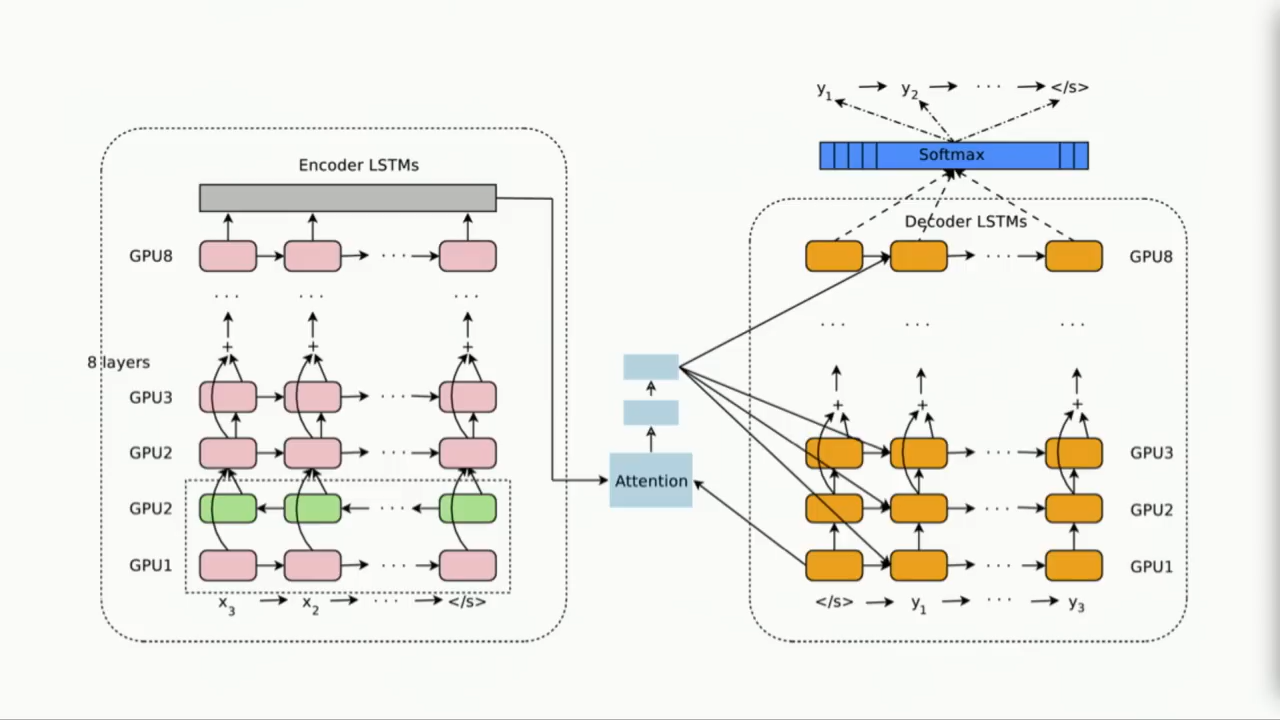 Encoder LSTMs
GPU8
...
...
... ...
+ + +
8 layers
GPU3 ...
GPU2 ...
GPU2 ...
GPU1 ...
x3 x2 ... </s>
Attention
y1 y2 ... </s>
Softmax
Decoder LSTMs
... GPU8
... ... ...
+ + +
... GPU3
... GPU2
... GPU1
</s> y1 ... y3